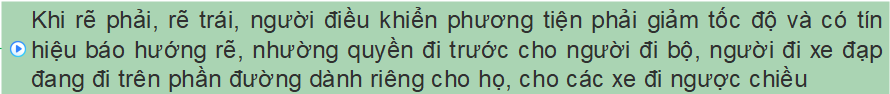 Khi rẽ phải, rẽ trái, người điều khiển phương tiện phải giảm tốc độ và có tín
hiệu báo hướng rẽ, nhường quyền đi trước cho người đi bộ, người đi xe đạp
đang đi trên phần đường dành riêng cho họ, cho các xe đi ngược chiều